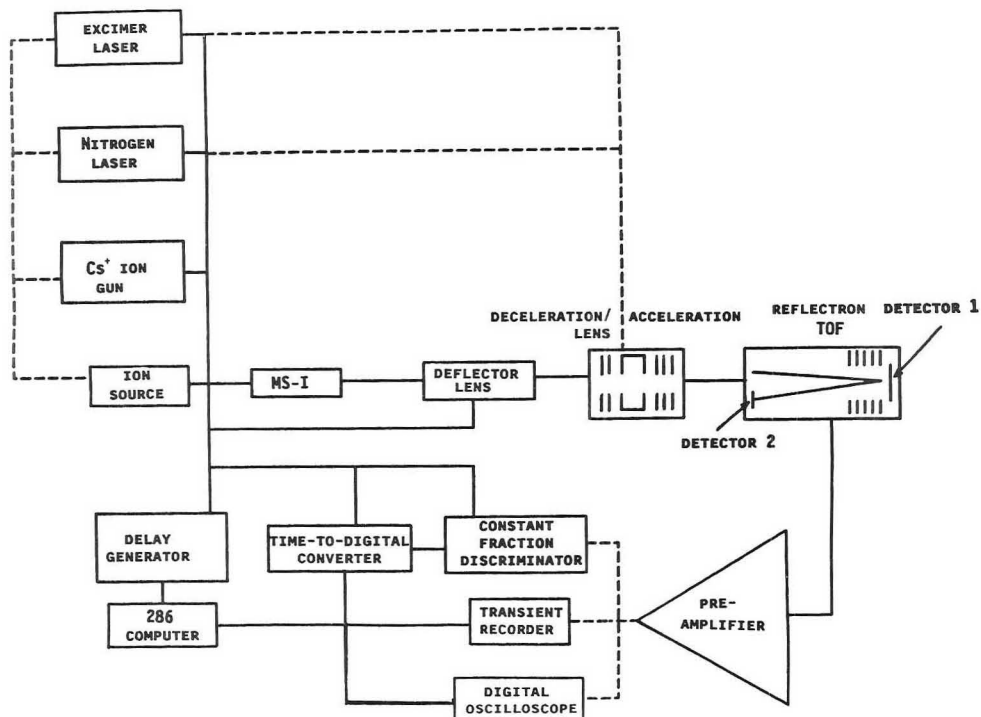 EXCIMER
LASER
NITROGEN
LASER
Cs+ ION
GUN
DECELERATION/
LENS
ACCELERATION
REFLECTRON
TOF
DETECTOR 1
ION
SOURCE
MS-I
DEFLECTOR
LENS
DETECTOR 2
DELAY
GENERATOR
TIME-TO-DIGITAL
CONVERTER
CONSTANT
FRACTION
DISCRIMINATOR
286
COMPUTER
TRANSIENT
RECORDER
PRE-
AMPLIFIER
DIGITAL
OSCILLOSCOPE